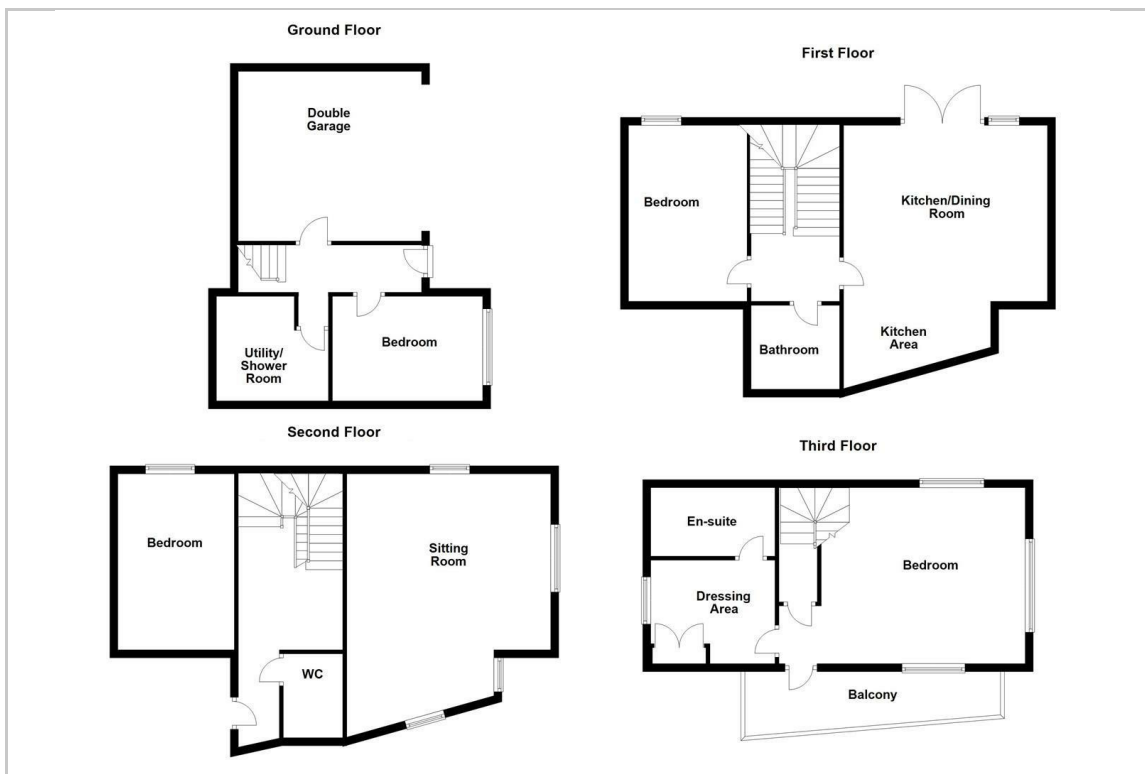 Ground Floor
Double
Garage
Utility/
Shower
Room
Bedroom
First Floor
Bedroom
Kitchen/Dining
Room
Kitchen
Area
Bathroom
Second Floor
Bedroom
Sitting
Room
WC
Third Floor
En-suite
Bedroom
Dressing
Area
Balcony